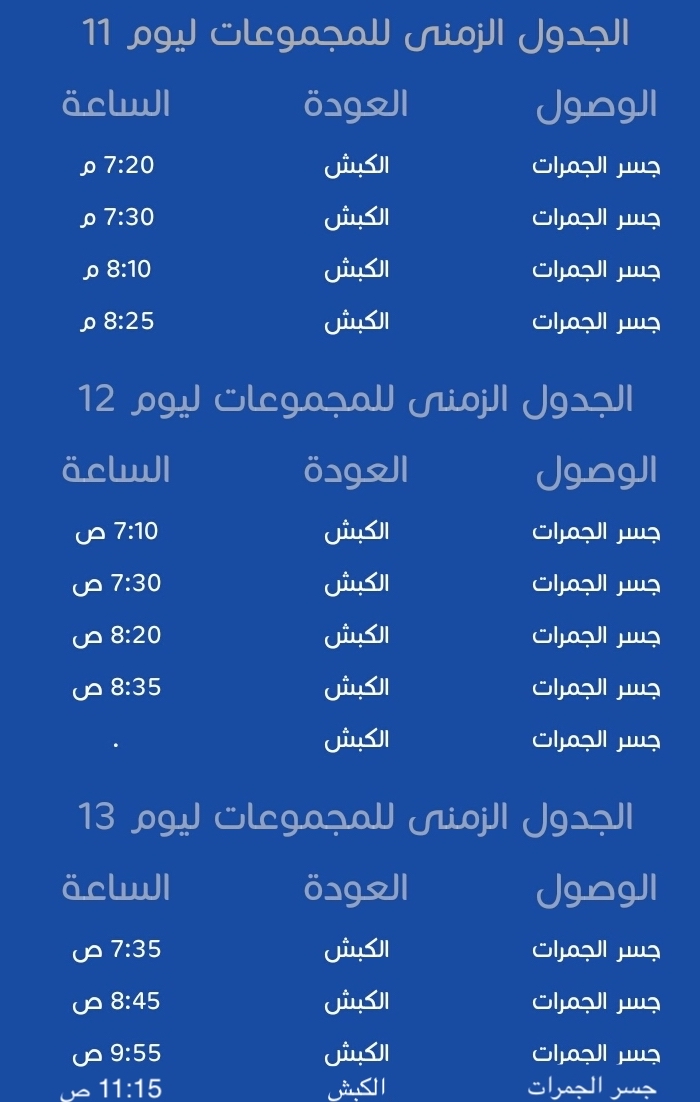 الجدول الزمنى للمجموعات ليوم 11
الوصول العودة الساعة
جسر الجمرات الكبش 7:20 م
جسر الجمرات الكبش 7:30 م
جسر الجمرات الكبش 8:10 م
جسر الجمرات الكبش 8:25 م
الجدول الزمنى للمجموعات ليوم 12
الوصول العودة الساعة
جسر الجمرات الكبش 7:10 ص
جسر الجمرات الكبش 7:30 ص
جسر الجمرات الكبش 8:20 ص
جسر الجمرات الكبش 8:35 ص
جسر الجمرات الكبش .
الجدول الزمنى للمجموعات ليوم 13
الوصول العودة الساعة
جسر الجمرات الكبش 7:35 ص
جسر الجمرات الكبش 8:45 ص
جسر الجمرات الكبش 9:55 ص
جسر الجمرات الكبش 11:15 ص